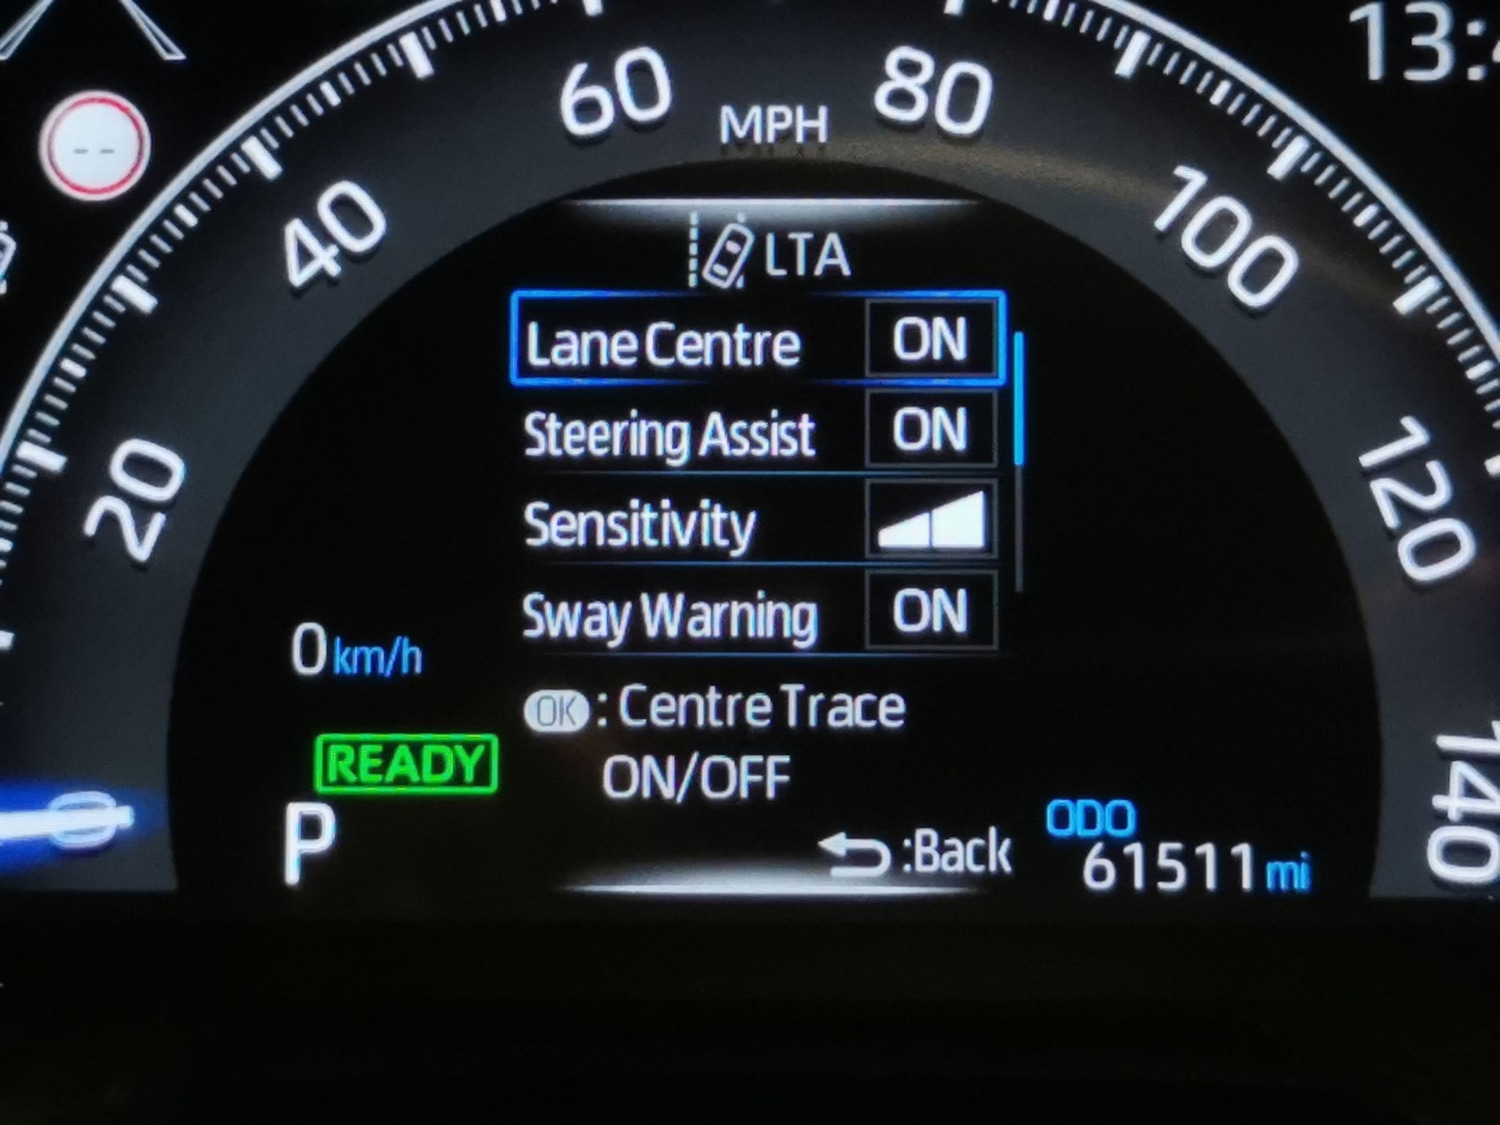 13:
60
MPH
80
--
40
100
LTA
Lane Centre ON
Steering Assist ON
20
120
Sensitivity
Sway Warning ON
0 km/h
OK : Centre Trace
ON/OFF
READY
140
0
P
:Back
ODO
61511 mi